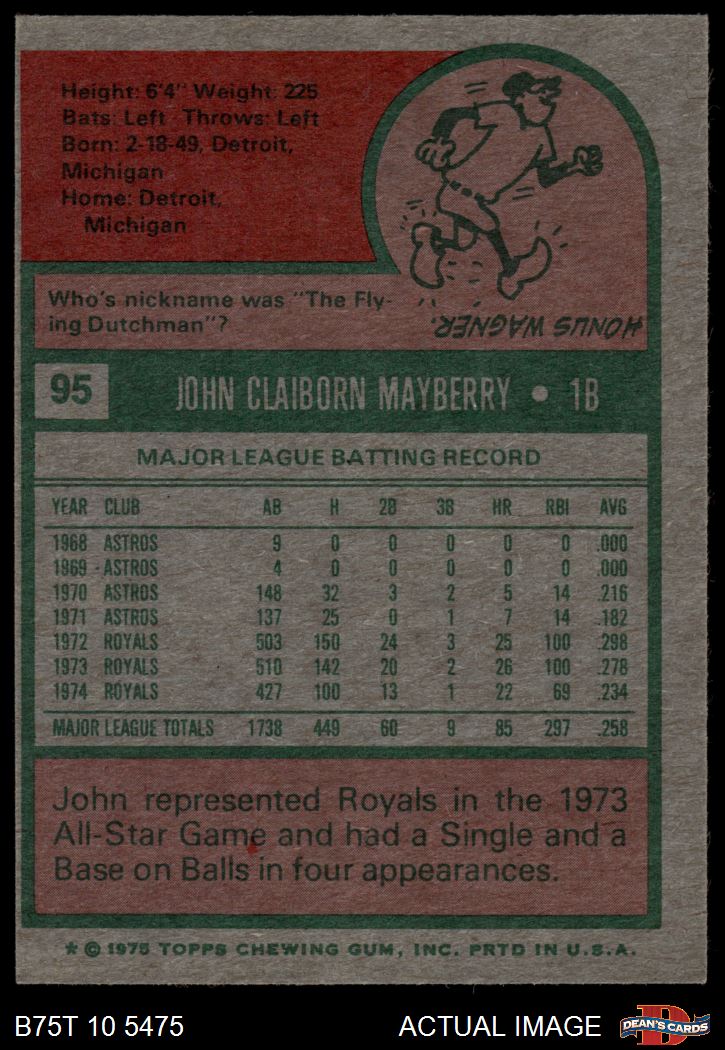 Height: 6'4" Weight: 225
Bats: Left Throws: Left
Born: 2-18-49, Detroit,
Michigan
Home: Detroit,
Michigan
Who's nickname was "The Fly-
ing Dutchman"?
HONUS WAGNER.
95 JOHN CLAIBORN MAYBERRY • 1B
MAJOR LEAGUE BATTING RECORD
YEAR CLUB AB H 2B 3B HR RBI AVG
1968 ASTROS 9 0 0 0 0 0 .000
1969 ASTROS 4 0 0 0 0 0 .000
1970 ASTROS 148 32 3 2 5 14 .216
1971 ASTROS 137 25 0 1 7 14 .182
1972 ROYALS 503 150 24 3 25 100 .298
1973 ROYALS 510 142 20 2 26 100 .278
1974 ROYALS 427 100 13 1 22 69 .234
MAJOR LEAGUE TOTALS 1738 449 60 9 85 297 .258
John represented Royals in the 1973
All-Star Game and had a Single and a
Base on Balls in four appearances.
* © 1975 TOPPS CHEWING GUM, INC. PRTD IN U.S.A.
B75T 10 5475 ACTUAL IMAGE D DEAN'S CARDS